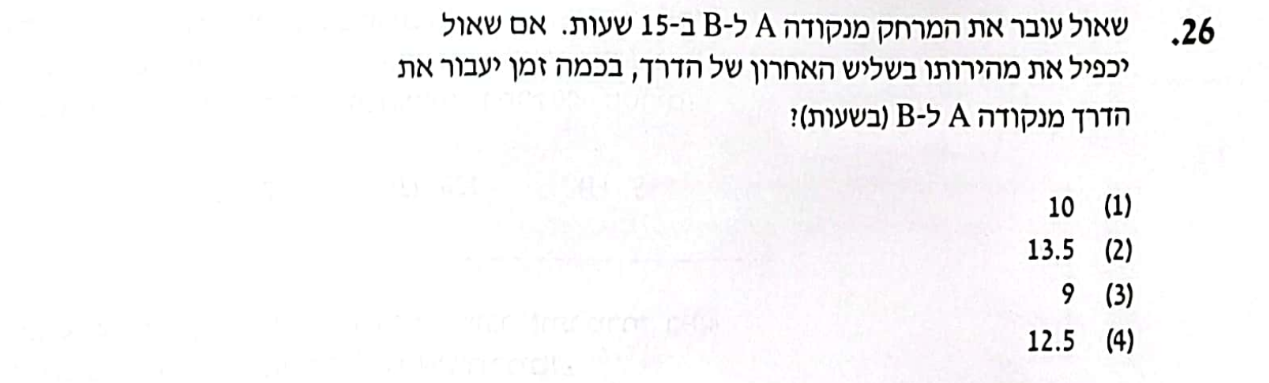 26. שאול עובר את המרחק מנקודה A ל-B ב-15 שעות. אם שאול
יכפיל את מהירותו בשליש האחרון של הדרך, בכמה זמן יעבור את
הדרך מנקודה A ל-B (בשעות)?
(1) 10
(2) 13.5
(3) 9
(4) 12.5